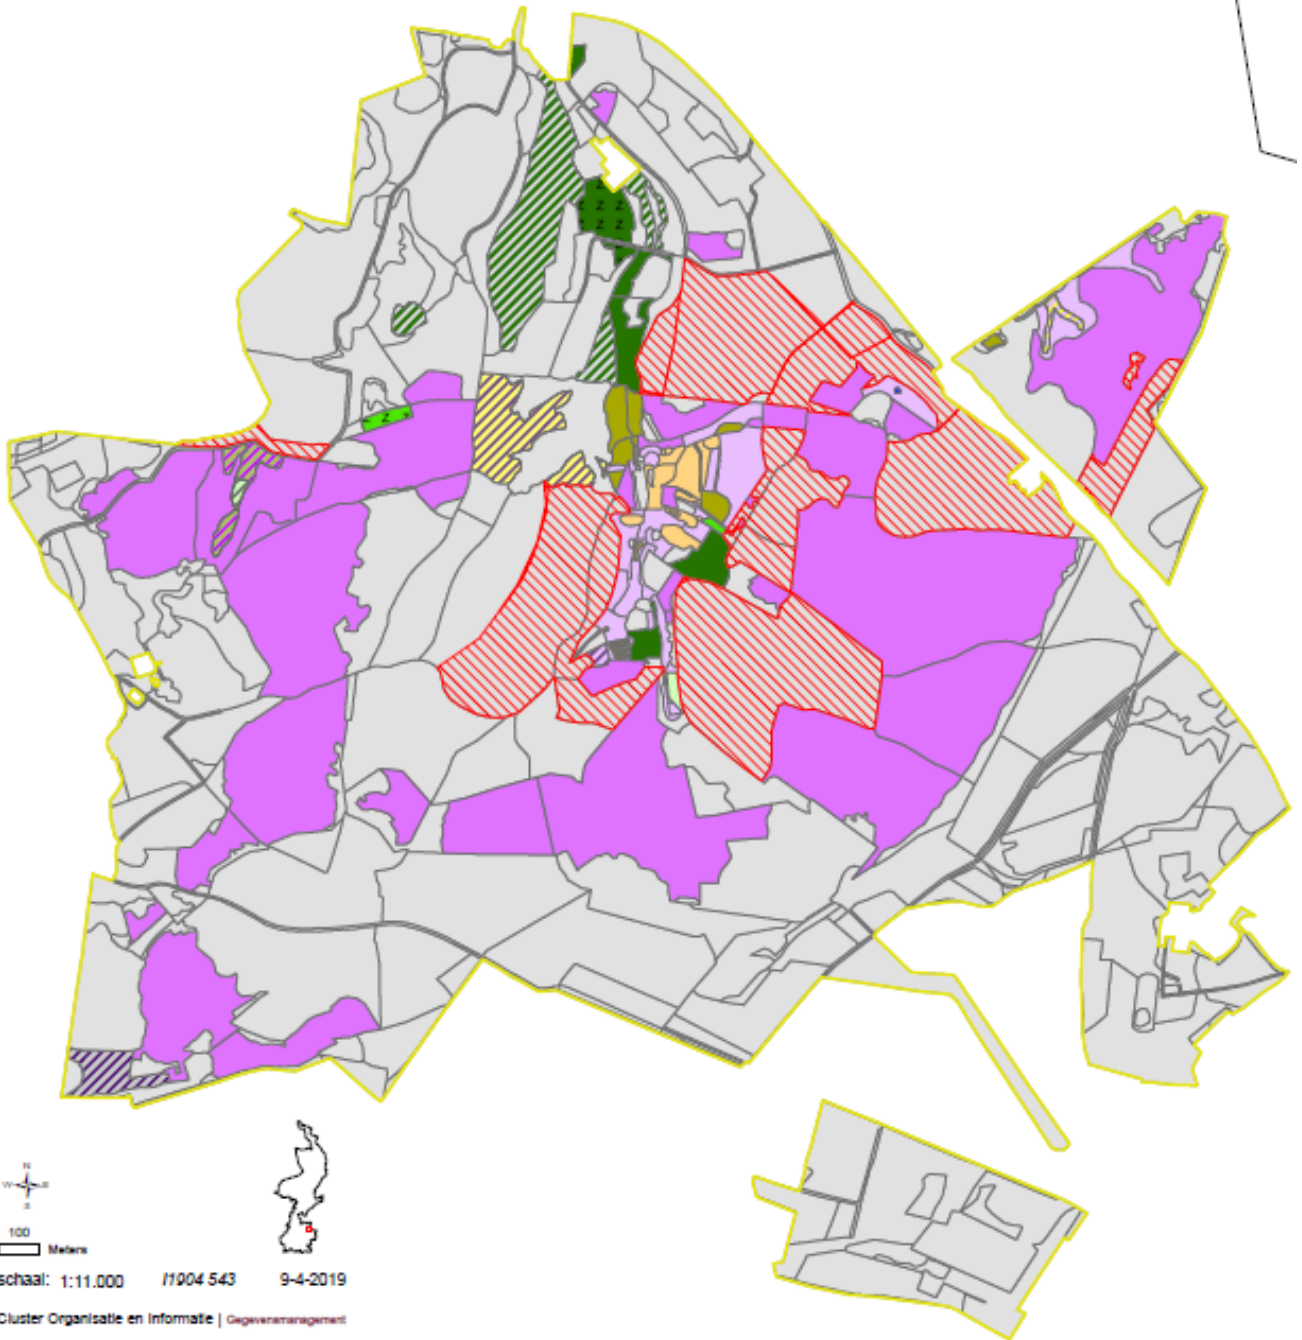 Z
Z Z
Z Z
Z
N
W E
S
100
Meters
schaal: 1:11.000 I1904 543 9-4-2019
Cluster Organisatie en Informatie | Gegevensmanagement